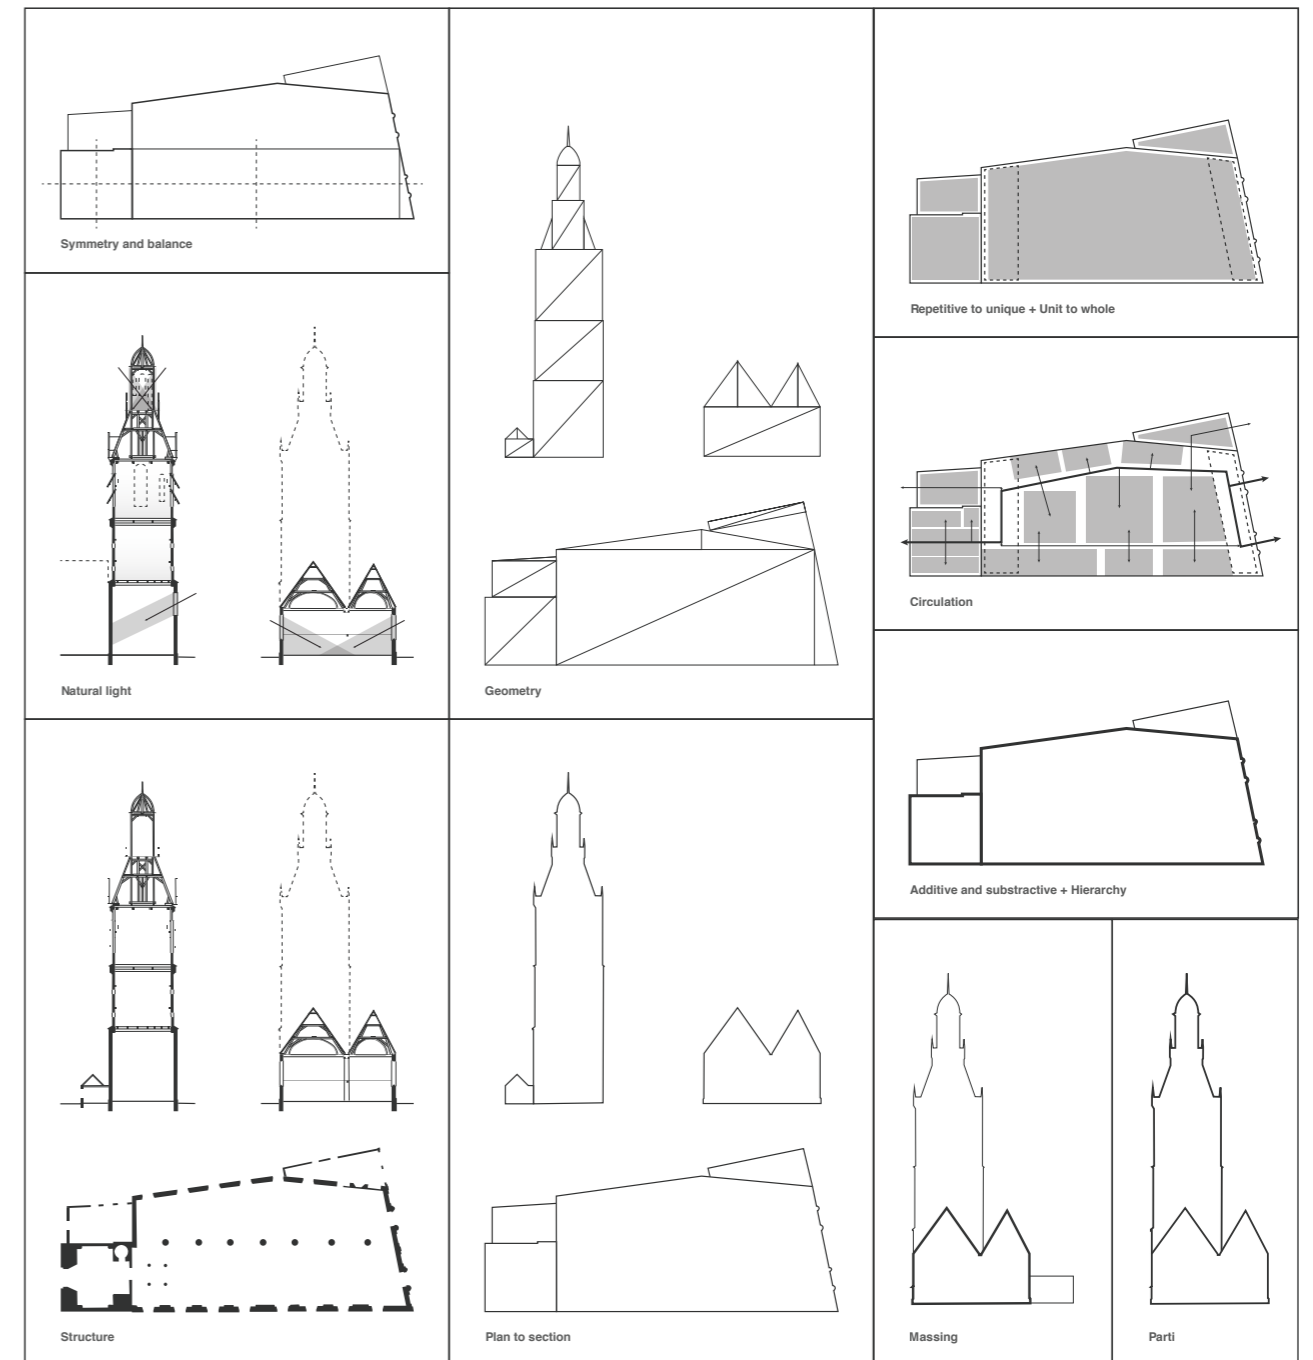 Symmetry and balance
Natural light
Structure
Geometry
Plan to section
Repetitive to unique + Unit to whole
Circulation
Additive and substractive + Hierarchy
Massing
Parti